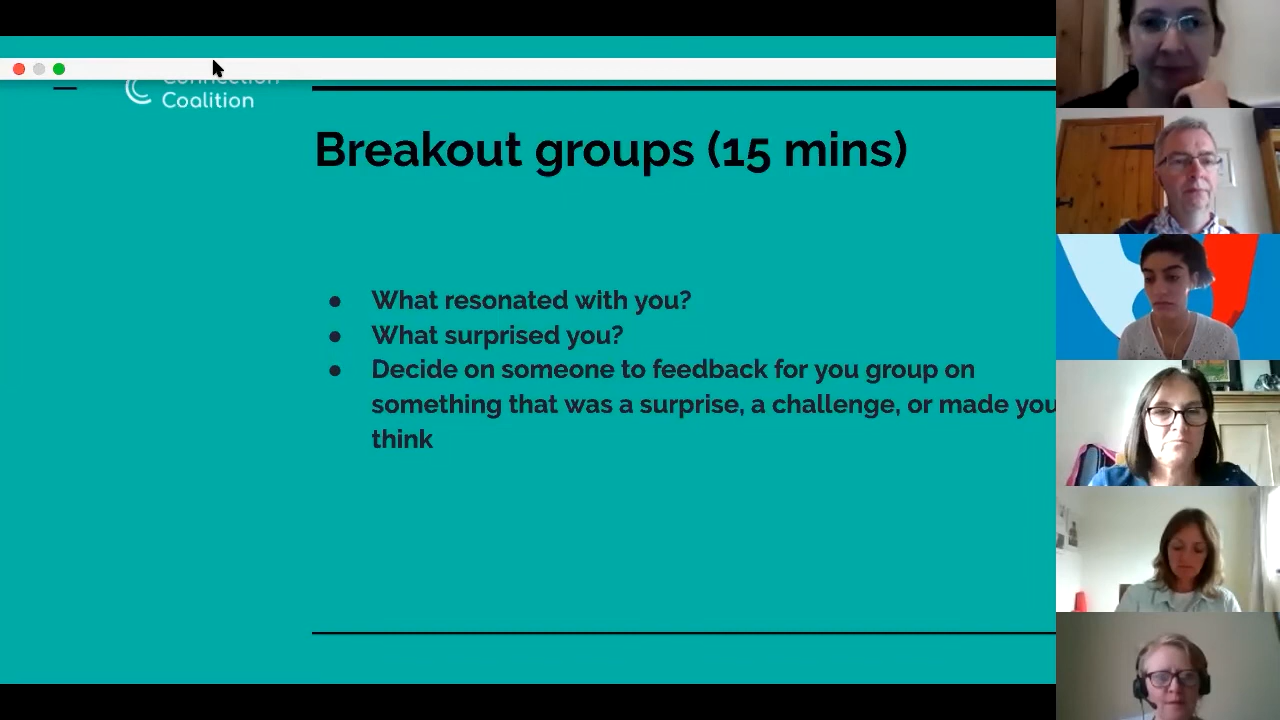 Connection
Coalition
Breakout groups (15 mins)
● What resonated with you?
● What surprised you?
● Decide on someone to feedback for you group on
something that was a surprise, a challenge, or made you
think